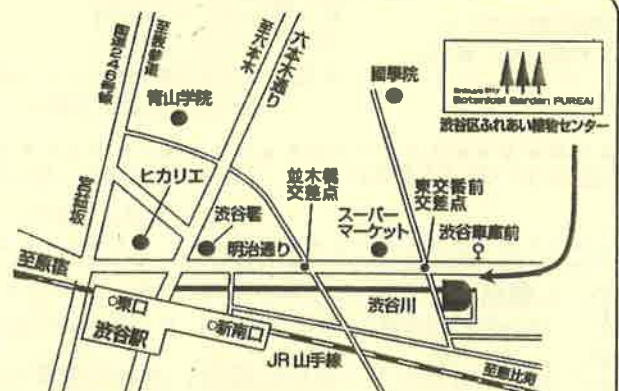 至表参道
国道246号線
至六本木
六本木通り
青山学院
國學院
Shibuya City
Botanical Garden FUREAI
渋谷区ふれあい植物センター
宮益坂
ヒカリエ
渋谷署
並木橋
交差点
スーパー
マーケット
東交番前
交差点
渋谷車庫前
至原宿
明治通り
渋谷川
東口
渋谷駅
新南口
JR山手線
至恵比寿